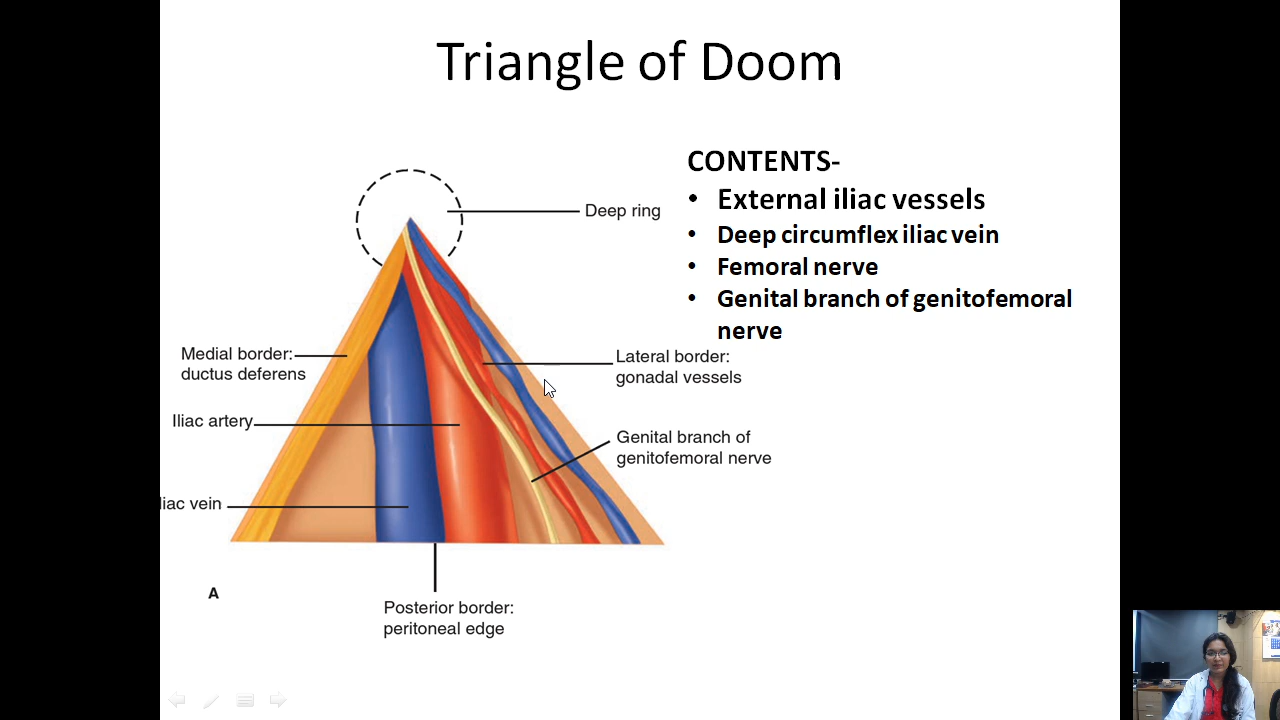 Triangle of Doom
CONTENTS-
• External iliac vessels
• Deep circumflex iliac vein
• Femoral nerve
• Genital branch of genitofemoral
nerve
Deep ring
Medial border:
ductus deferens
Lateral border:
gonadal vessels
Iliac artery
Genital branch of
genitofemoral nerve
liac vein
A
Posterior border:
peritoneal edge